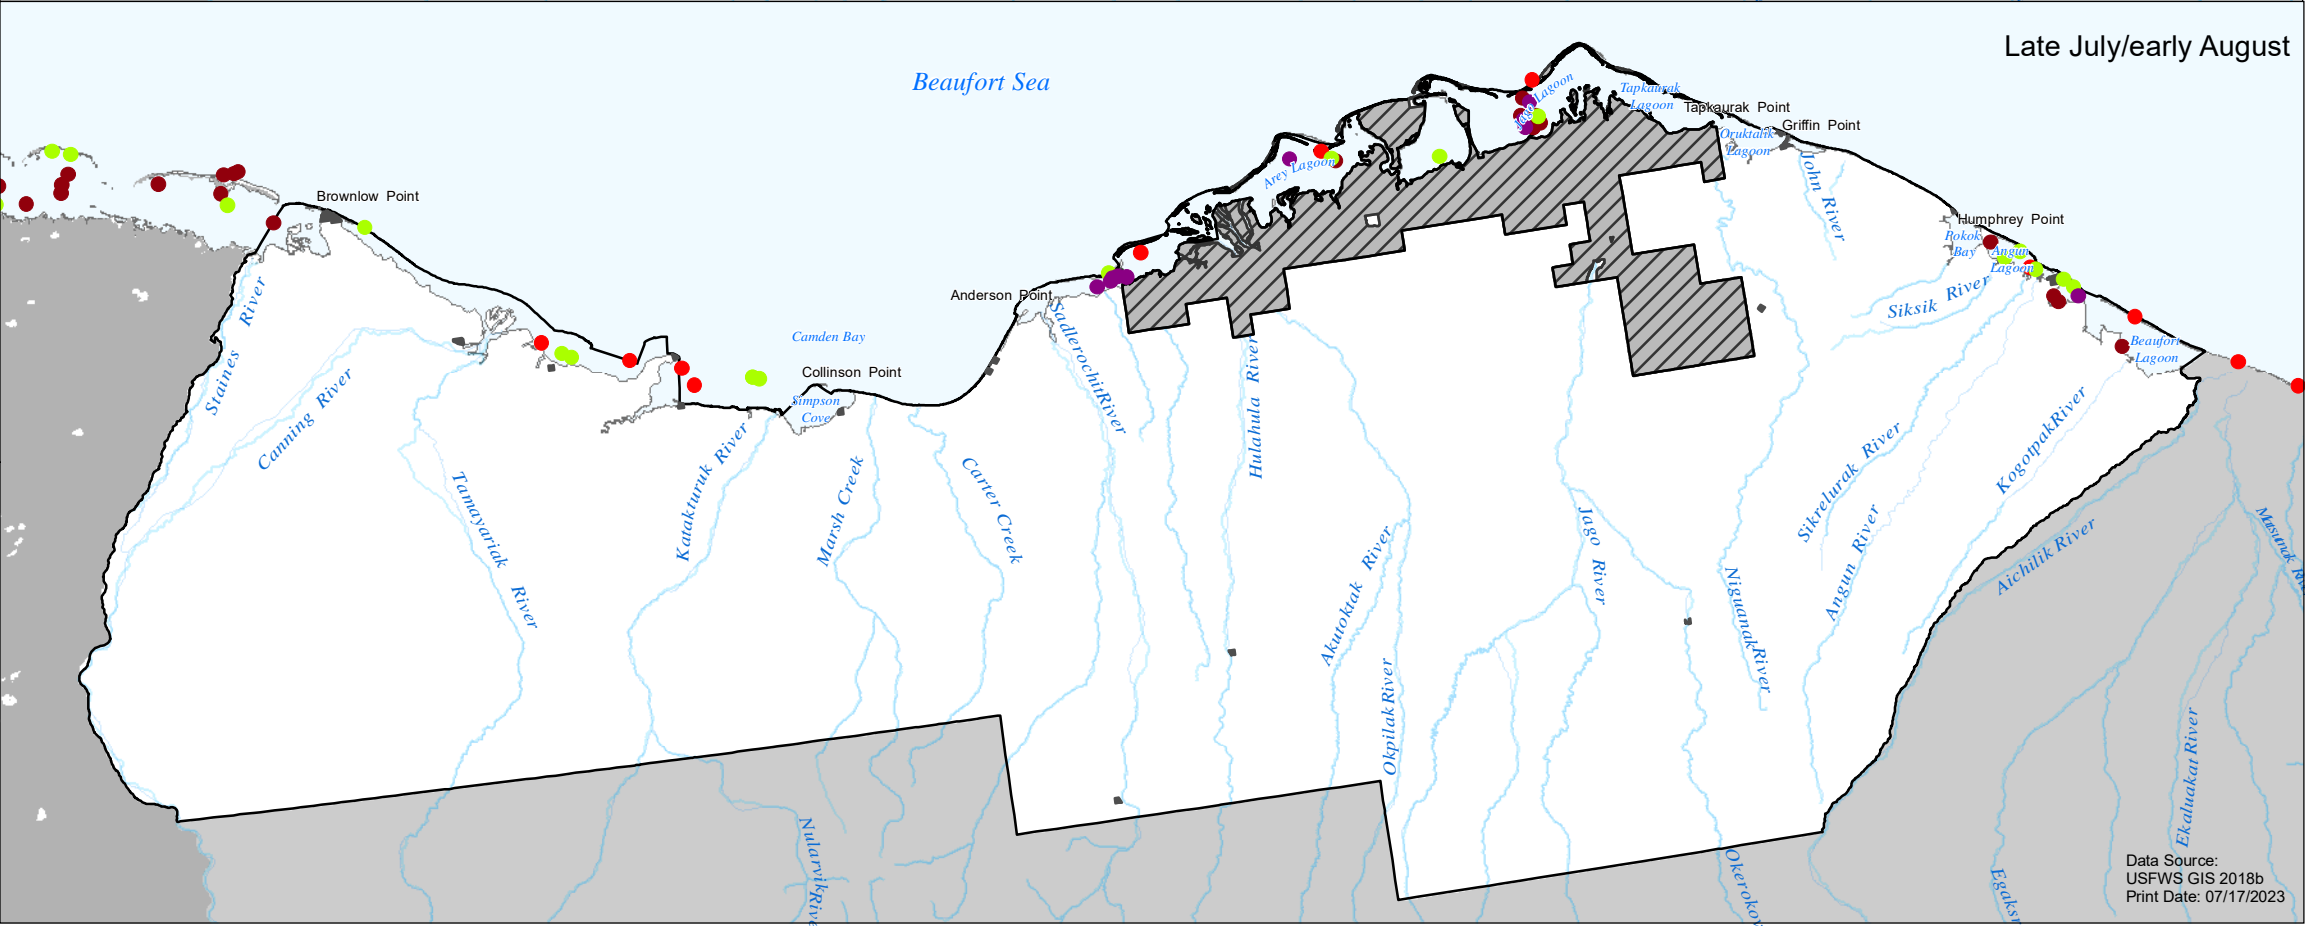 Late July/early August
Beaufort Sea
Jago Lagoon
Tapkaurak
Lagoon
Tapkaurak Point
Griffin Point
Oruktalik
Lagoon
Arey Lagoon
John River
Brownlow Point
Humphrey Point
Pokok
Bay
Angun
Lagoon
Siksik River
Anderson Point
Camden Bay
Collinson Point
Simpson
Cove
Beaufort
Lagoon
Staines River
Canning River
Tamayariak River
Katakturuk River
Marsh Creek
Carter Creek
Sadlerochit River
Hulahula River
Akutoktak River
Okpilak River
Jago River
Niguanak River
Sikrelurak River
Angun River
Kogotpak River
Aichilik River
Ekaluakat River
Nularvik River
Okerokov
Egaksr
Data Source:
USFWS GIS 2018b
Print Date: 07/17/2023